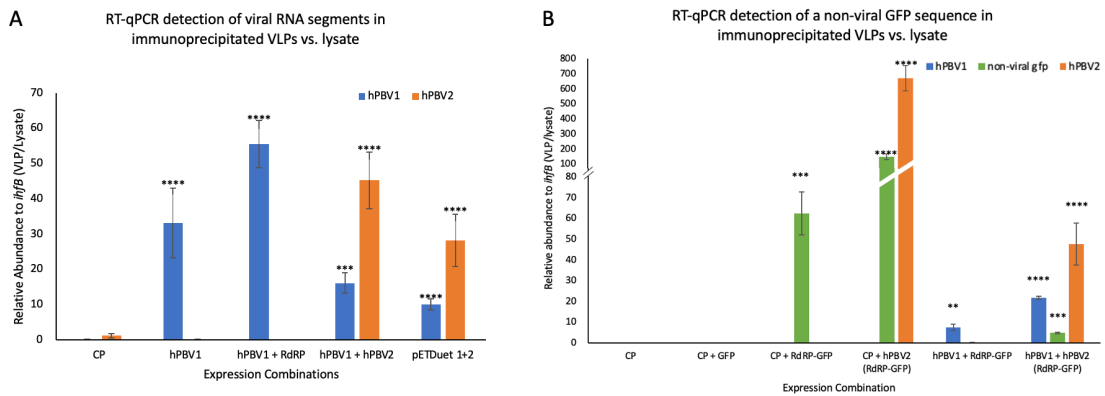 A
RT-qPCR detection of viral RNA segments in
immunoprecipitated VLPs vs. lysate
hPBV1 hPBV2
Relative Abundance to ihfB (VLP/Lysate)
70
60
50
40
30
20
10
0
****
****
***
****
****
****
CP hPBV1 hPBV1 + RdRP hPBV1 + hPBV2 pETDuet 1+2
Expression Combinations
B
RT-qPCR detection of a non-viral GFP sequence in
immunoprecipitated VLPs vs. lysate
hPBV1 non-viral gfp hPBV2
Relative abundance to ihfB (VLP/lysate)
800
700
600
500
400
300
200
100
80
60
50
40
30
20
10
0
***
****
****
**
****
***
****
CP CP + GFP CP + RdRP-GFP CP + hPBV2 hPBV1 + RdRP-GFP hPBV1 + hPBV2
(RdRP-GFP) (RdRP-GFP)
Expression Combination